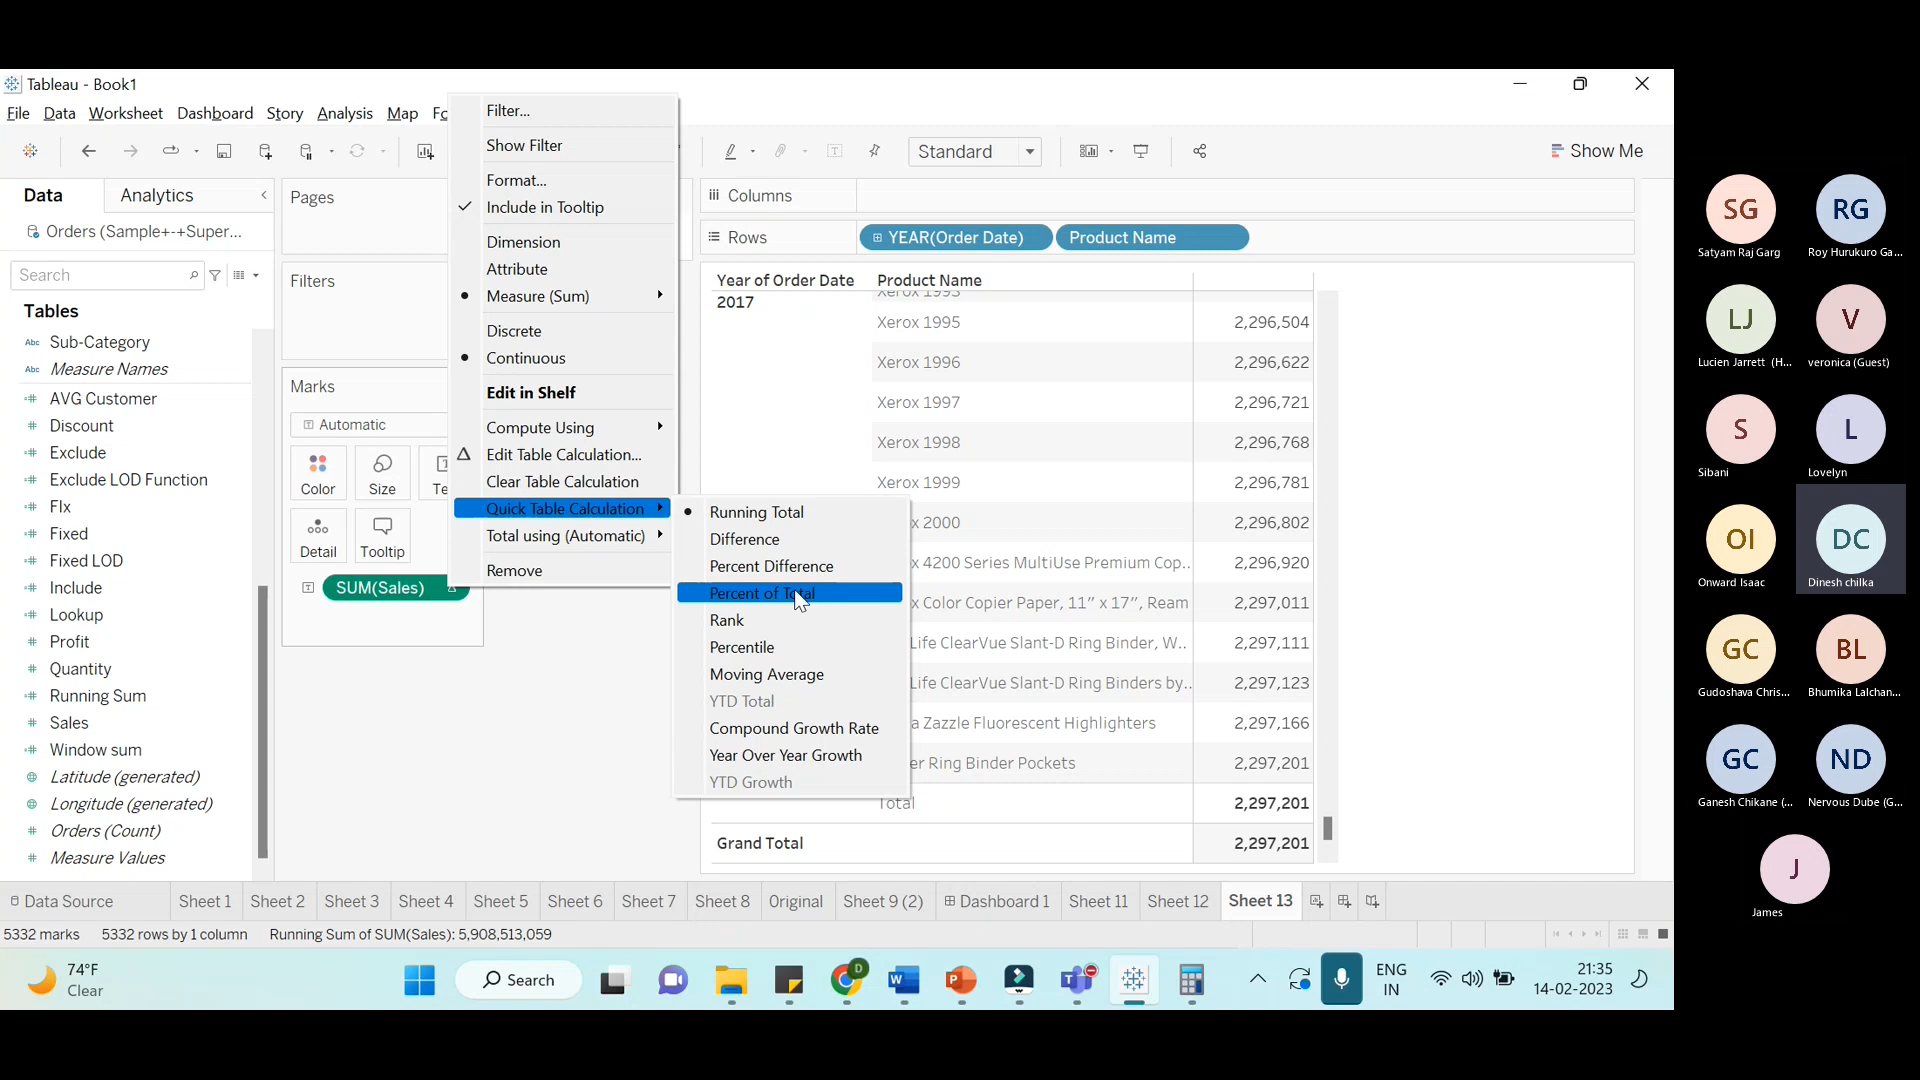 Tableau - Book1
File Data Worksheet Dashboard Story Analysis Map Fo
Standard
Show Me
Data
Analytics
Orders (Sample+-+Super...
Search
Tables
Abc Sub-Category
Abc Measure Names
AVG Customer
Discount
Exclude
Exclude LOD Function
FIx
Fixed
Fixed LOD
Include
Lookup
Profit
Quantity
Running Sum
Sales
Window sum
Latitude (generated)
Longitude (generated)
Orders (Count)
Measure Values
Pages
Filters
Marks
Automatic
Color
Size
Te
Detail
Tooltip
SUM(Sales)
Filter...
Show Filter
Format...
Include in Tooltip
Dimension
Attribute
Measure (Sum)
Discrete
Continuous
Edit in Shelf
Compute Using
Edit Table Calculation...
Clear Table Calculation
Quick Table Calculation
Total using (Automatic)
Remove
Running Total
Difference
Percent Difference
Percent of Total
Rank
Percentile
Moving Average
YTD Total
Compound Growth Rate
Year Over Year Growth
YTD Growth
Columns
Rows
YEAR(Order Date)
Product Name
Year of Order Date
Product Name
2017
Xerox 1993
Xerox 1995 2,296,504
Xerox 1996 2,296,622
Xerox 1997 2,296,721
Xerox 1998 2,296,768
Xerox 1999 2,296,781
x 2000 2,296,802
x 4200 Series MultiUse Premium Cop.. 2,296,920
x Color Copier Paper, 11” x 17”, Ream 2,297,011
Life ClearVue Slant-D Ring Binder, W.. 2,297,111
Life ClearVue Slant-D Ring Binders by.. 2,297,123
a Zazzle Fluorescent Highlighters 2,297,166
er Ring Binder Pockets 2,297,201
Total 2,297,201
Grand Total 2,297,201
Data Source
Sheet 1
Sheet 2
Sheet 3
Sheet 4
Sheet 5
Sheet 6
Sheet 7
Sheet 8
Original
Sheet 9 (2)
Dashboard 1
Sheet 11
Sheet 12
Sheet 13
5332 marks
5332 rows by 1 column
Running Sum of SUM(Sales): 5,908,513,059
74°F
Clear
Search
D
W
P
T
ENG
IN
21:35
14-02-2023
SG
Satyam Raj Garg
RG
Roy Hurukuro Ga...
LJ
Lucien Jarrett (H...
V
veronica (Guest)
S
Sibani
L
Lovelyn
OI
Onward Isaac
DC
Dinesh chilka
GC
Gudoshava Chris...
BL
Bhumika Lalchan...
GC
Ganesh Chikane (...
ND
Nervous Dube (G...
J
James